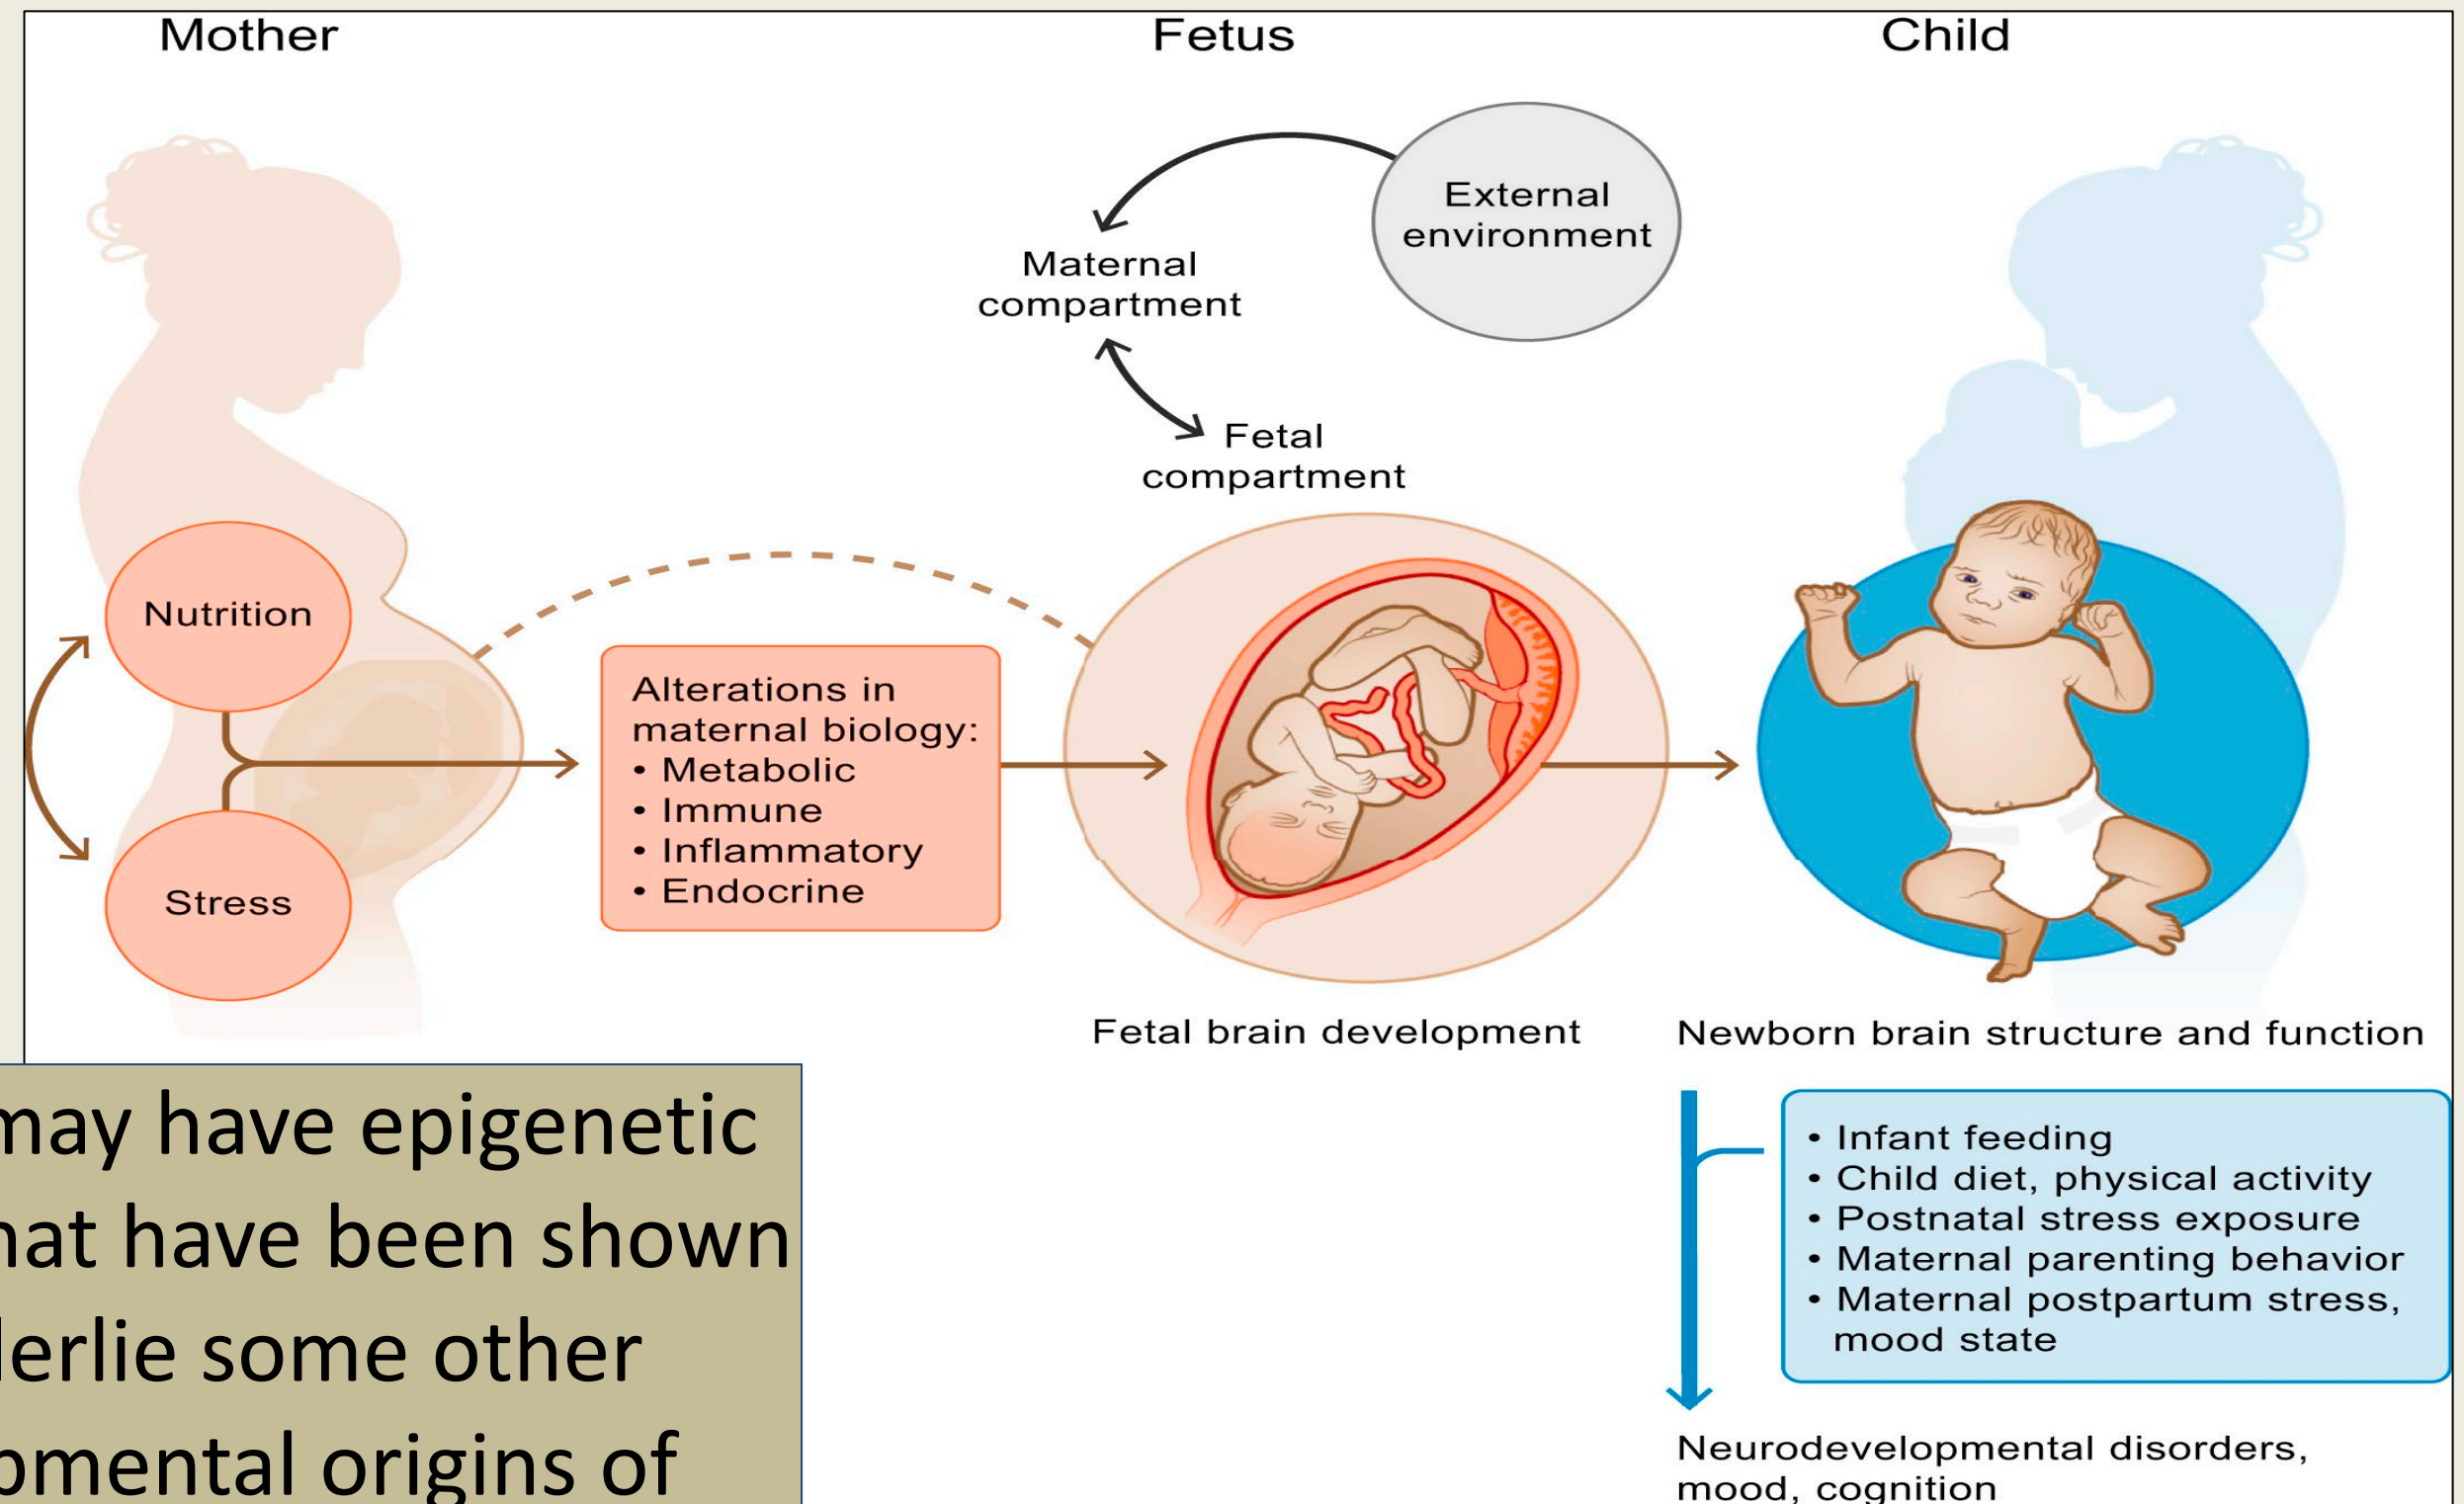 Mother
Fetus
Child
External
environment
Maternal
compartment
Fetal
compartment
Nutrition
Stress
Alterations in
maternal biology:
• Metabolic
• Immune
• Inflammatory
• Endocrine
Fetal brain development
Newborn brain structure and function
• Infant feeding
• Child diet, physical activity
• Postnatal stress exposure
• Maternal parenting behavior
• Maternal postpartum stress,
mood state
Neurodevelopmental disorders,
mood, cognition
may have epigenetic
have been shown
some other
origins of